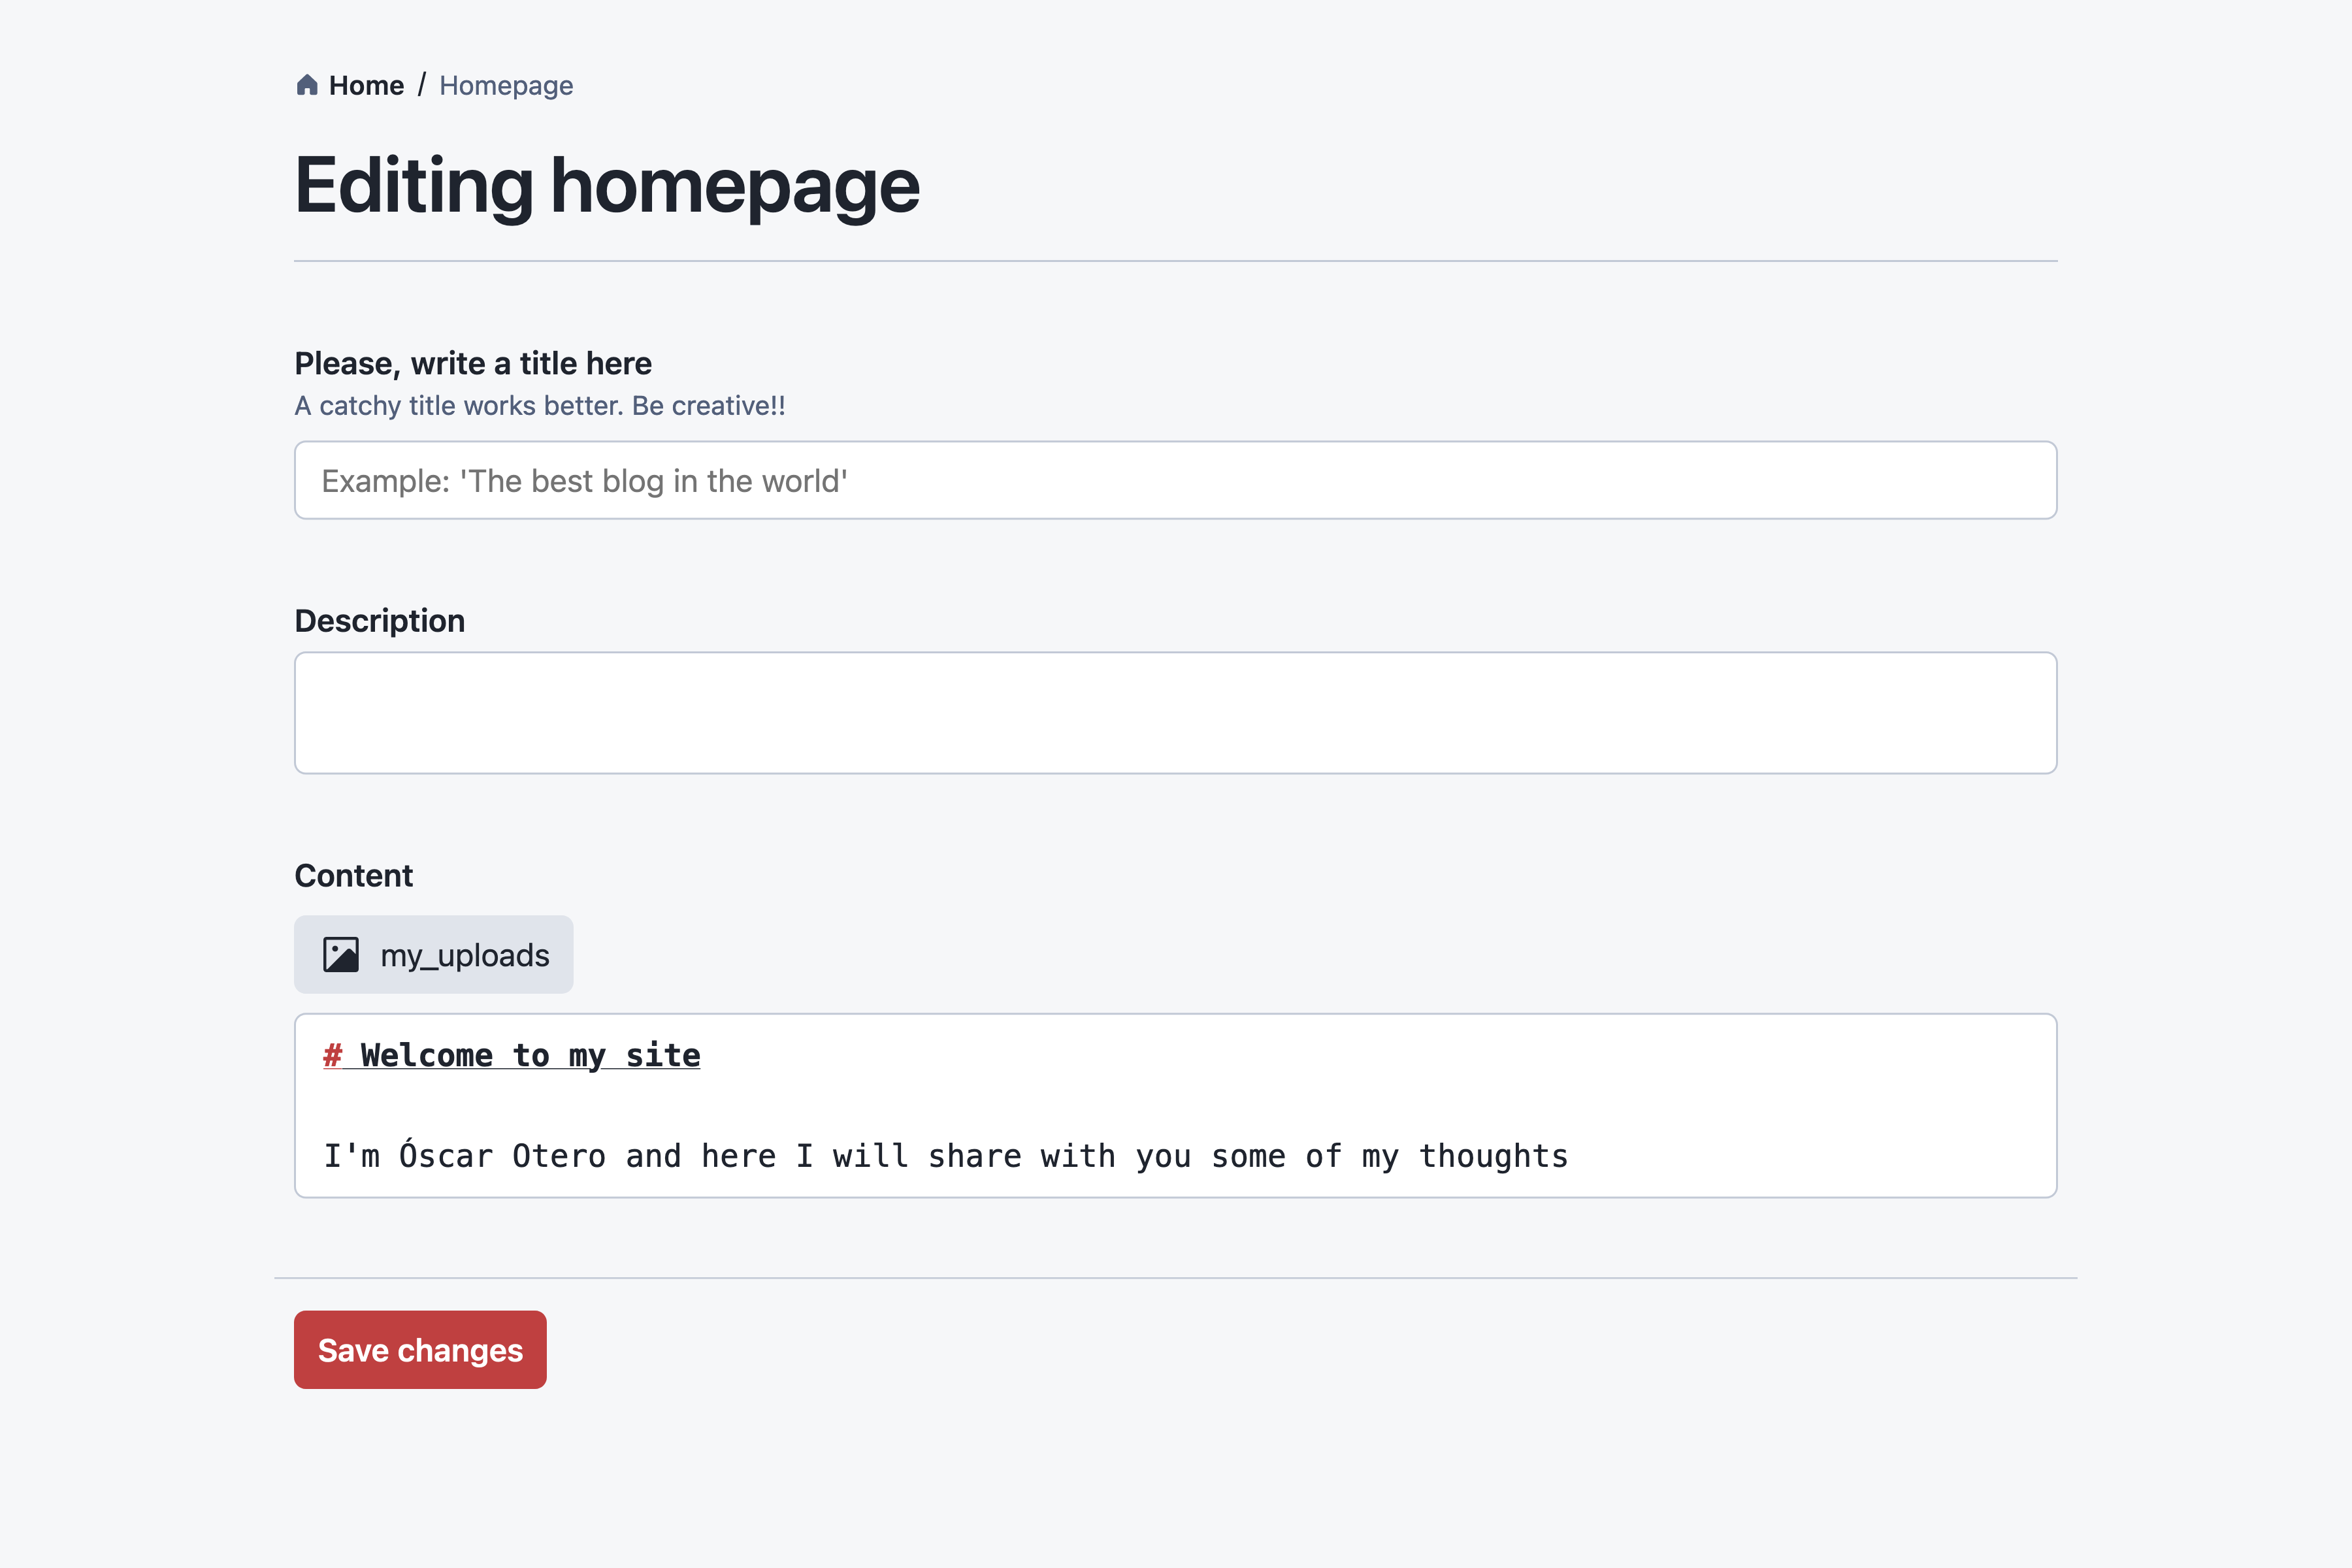 Home / Homepage
Editing homepage
Please, write a title here
A catchy title works better. Be creative!!
Example: 'The best blog in the world'
Description
Content
my_uploads
# Welcome to my site
I'm Óscar Otero and here I will share with you some of my thoughts
Save changes